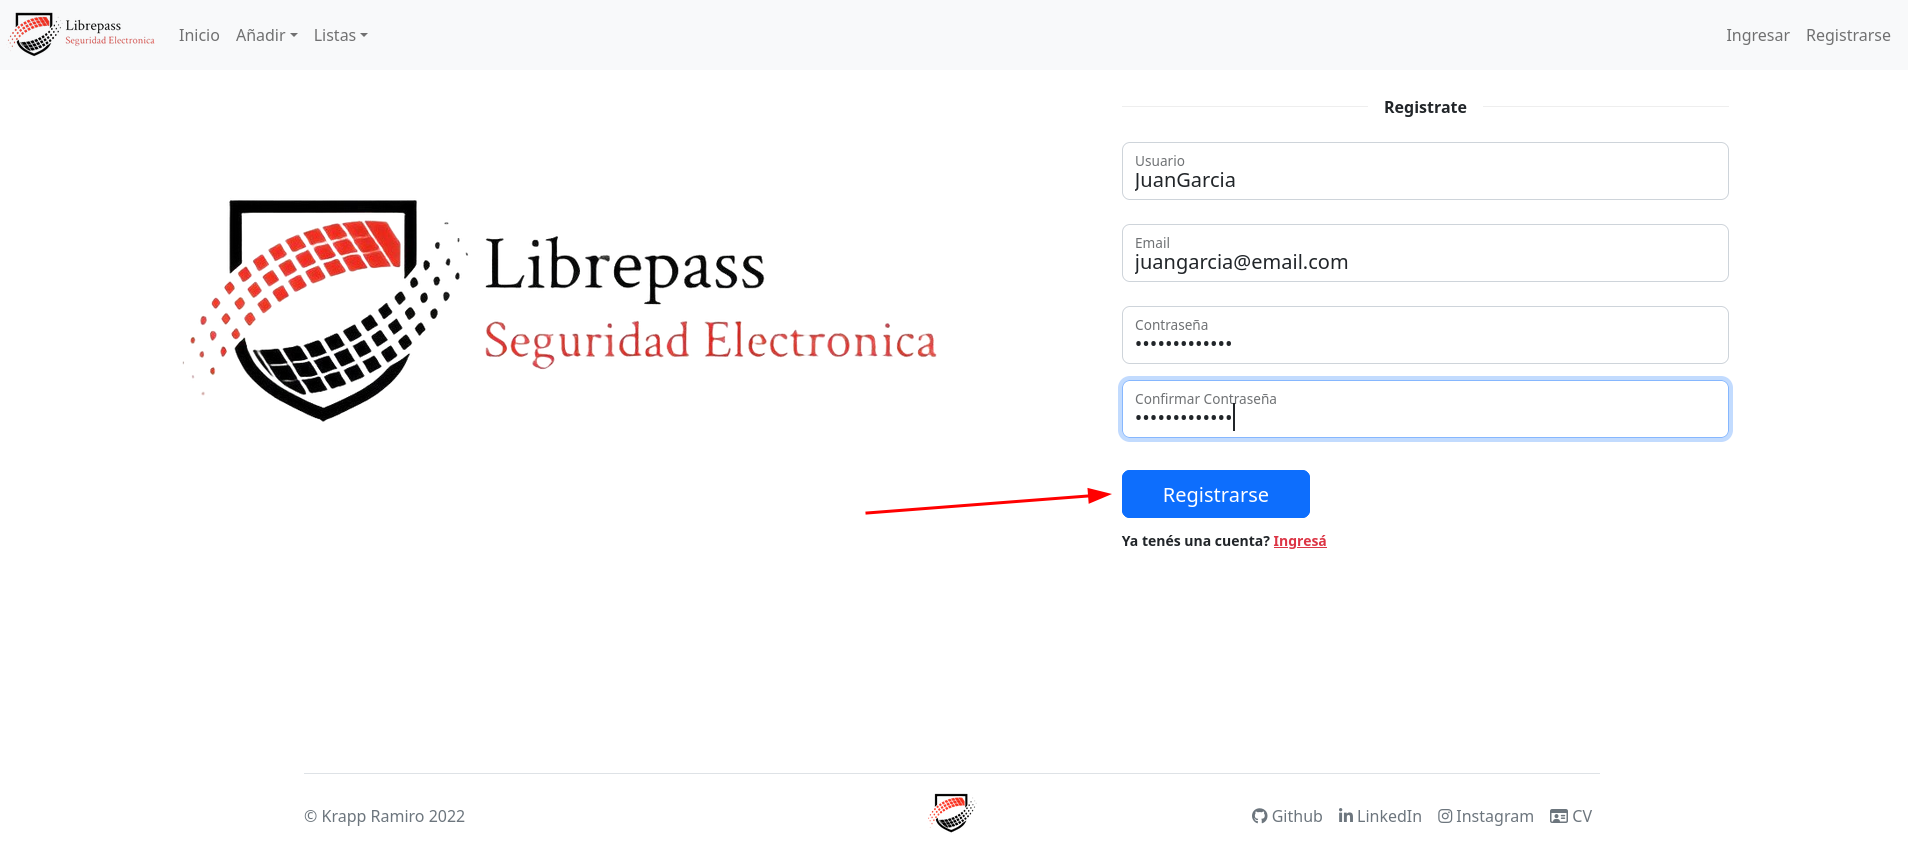 Librepass
Seguridad Electronica
Inicio Añadir Listas Ingresar Registrarse
Registrate
Librepass
Seguridad Electronica
Usuario
JuanGarcia
Email
juangarcia@email.com
Contraseña
•••••••••••••
Confirmar Contraseña
•••••••••••••
Registrarse
Ya tenés una cuenta? Ingresá
© Krapp Ramiro 2022 Github LinkedIn Instagram CV